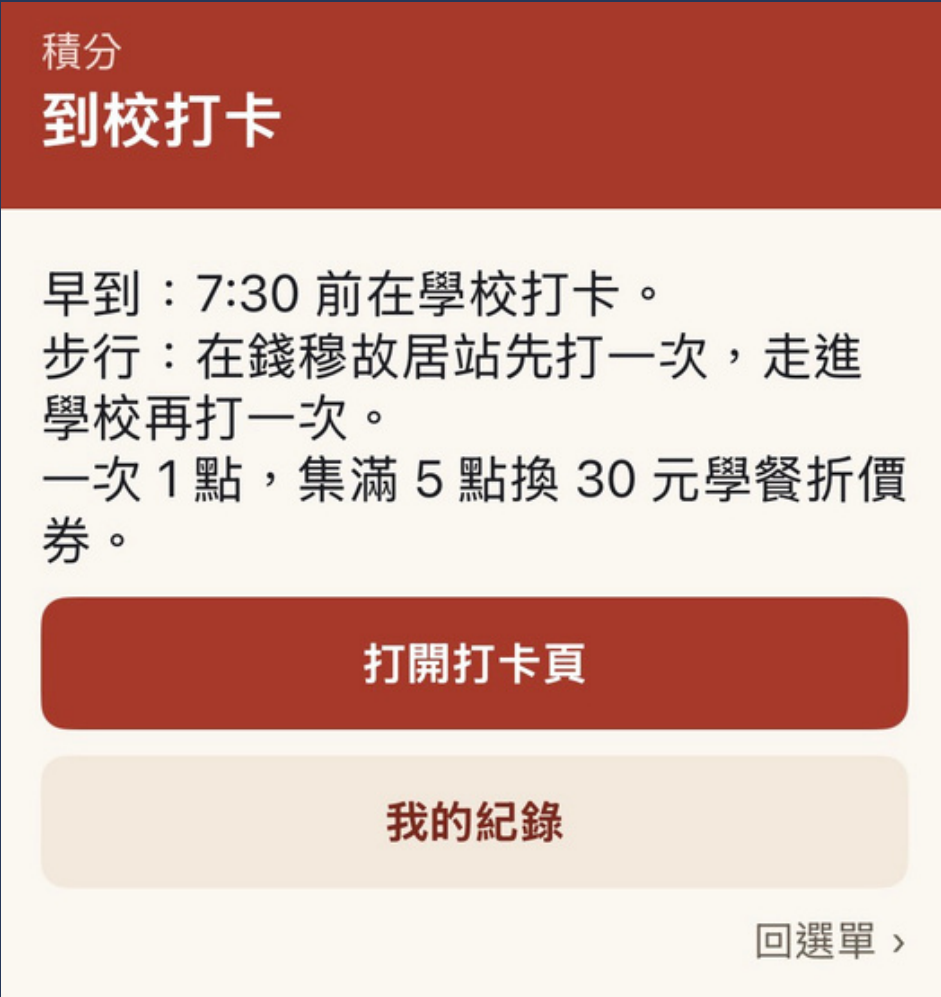 積分
到校打卡
早到：7:30 前在學校打卡。
步行：在錢穆故居站先打一次，走進
學校再打一次。
一次 1 點，集滿 5 點換 30 元學餐折價
券。
打開打卡頁
我的紀錄
回選單 ›